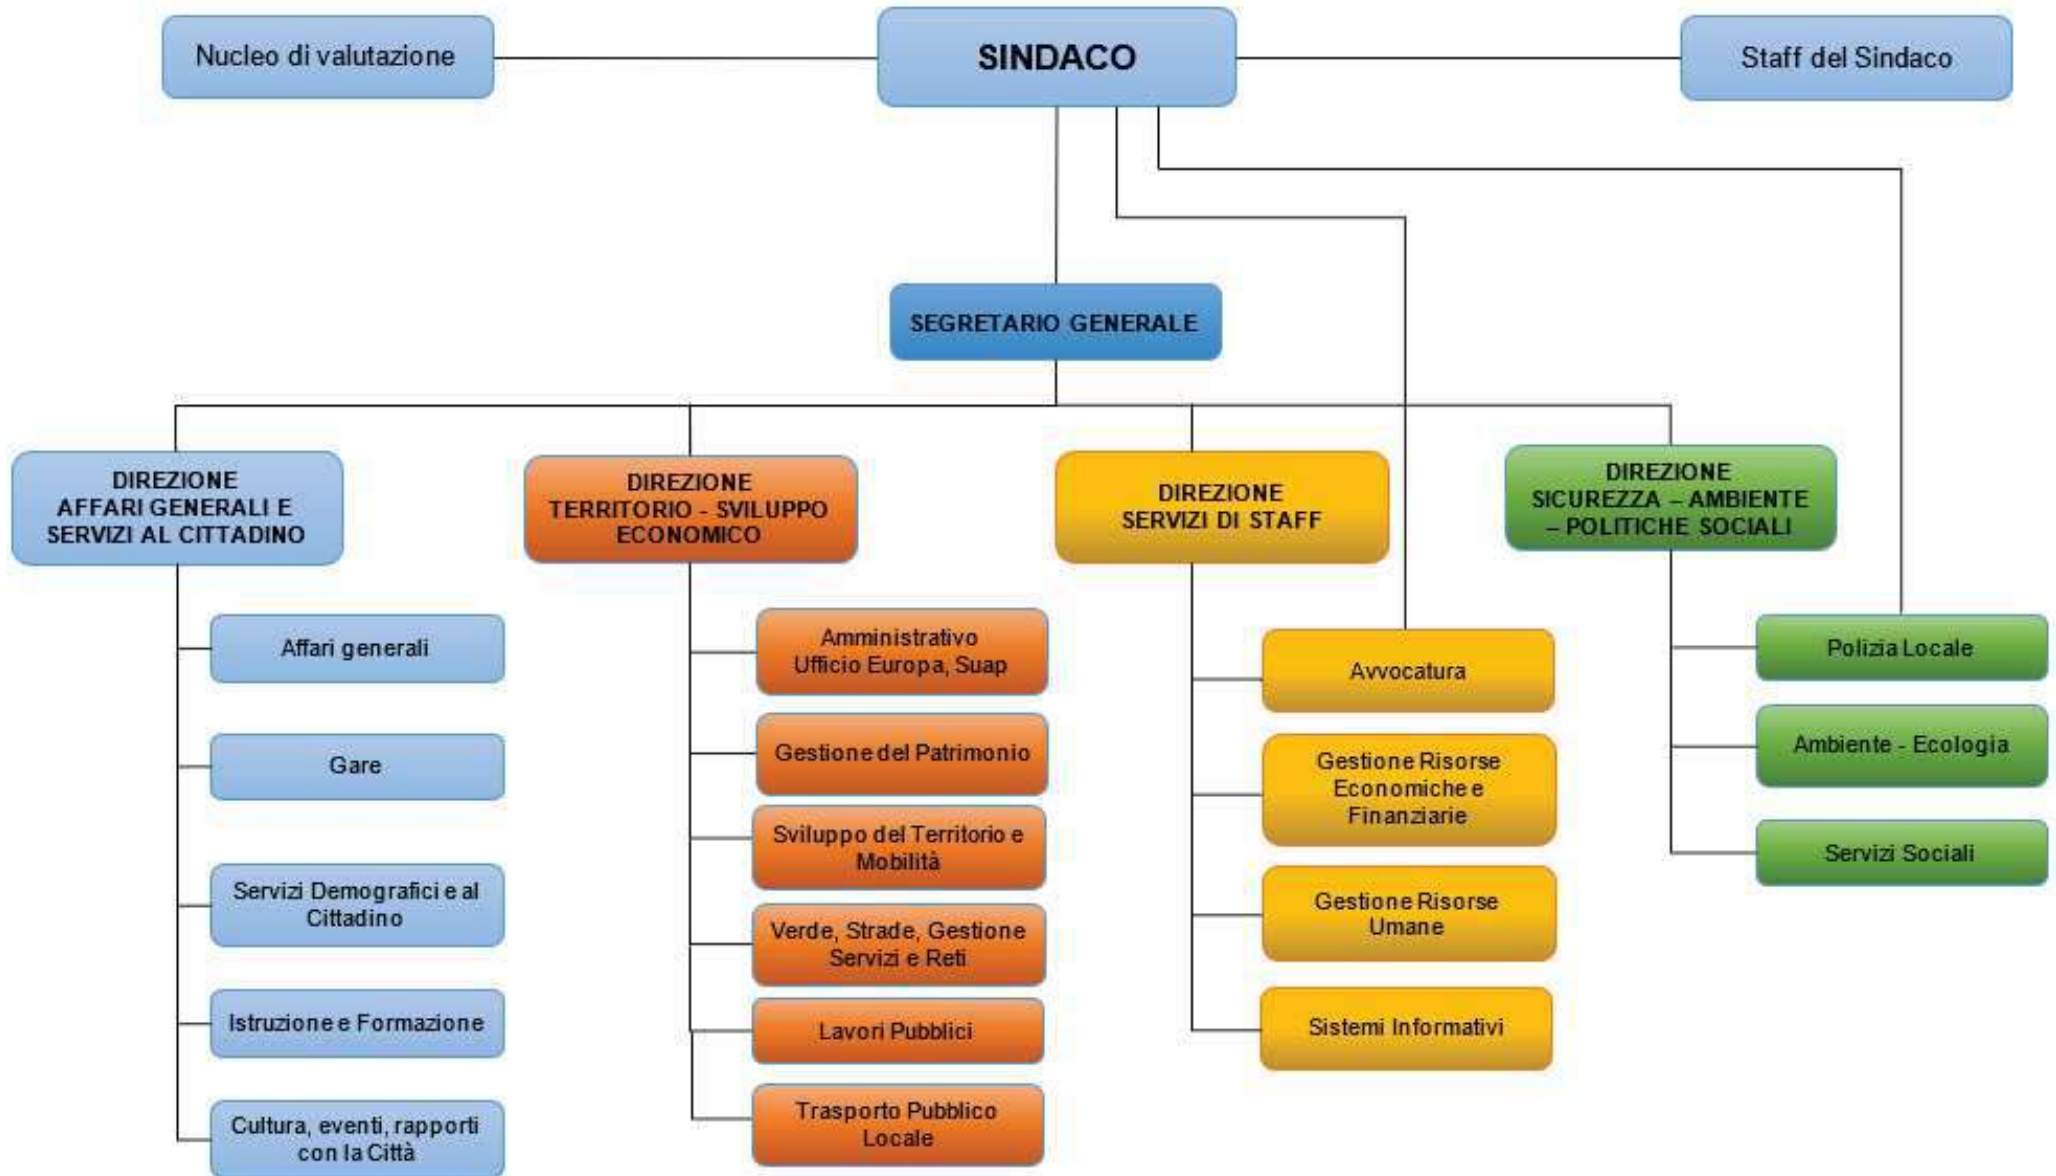 Nucleo di valutazione
SINDACO
Staff del Sindaco
SEGRETARIO GENERALE
DIREZIONE
AFFARI GENERALI E
SERVIZI AL CITTADINO
Affari generali
Gare
Servizi Demografici e al
Cittadino
Istruzione e Formazione
Cultura, eventi, rapporti
con la Città
DIREZIONE
TERRITORIO - SVILUPPO
ECONOMICO
Amministrativo
Ufficio Europa, Suap
Gestione del Patrimonio
Sviluppo del Territorio e
Mobilità
Verde, Strade, Gestione
Servizi e Reti
Lavori Pubblici
Trasporto Pubblico
Locale
DIREZIONE
SERVIZI DI STAFF
Avvocatura
Gestione Risorse
Economiche e
Finanziarie
Gestione Risorse
Umane
Sistemi Informativi
DIREZIONE
SICUREZZA – AMBIENTE
– POLITICHE SOCIALI
Polizia Locale
Ambiente - Ecologia
Servizi Sociali